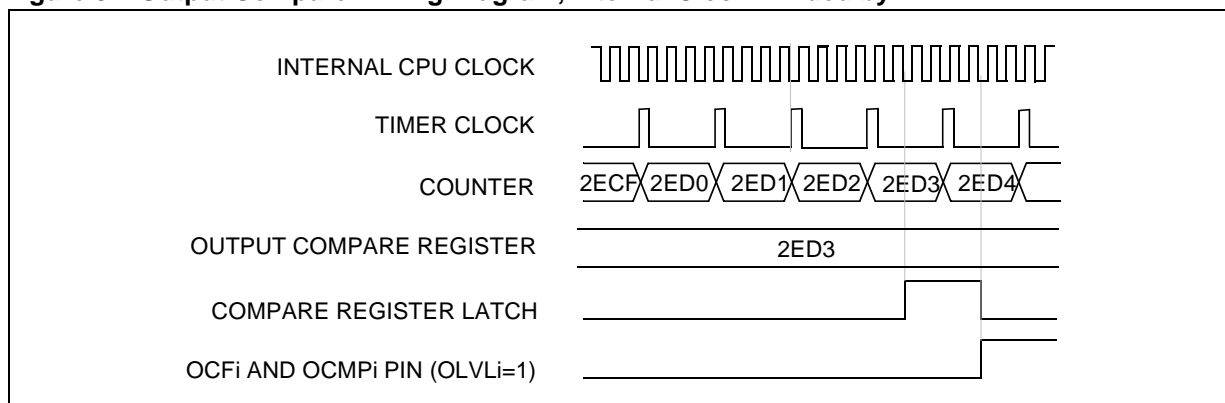 INTERNAL CPU CLOCK
TIMER CLOCK
COUNTER
2ECF 2ED0 2ED1 2ED2 2ED3 2ED4
OUTPUT COMPARE REGISTER
2ED3
COMPARE REGISTER LATCH
OCFi AND OCMPi PIN (OLVLi=1)